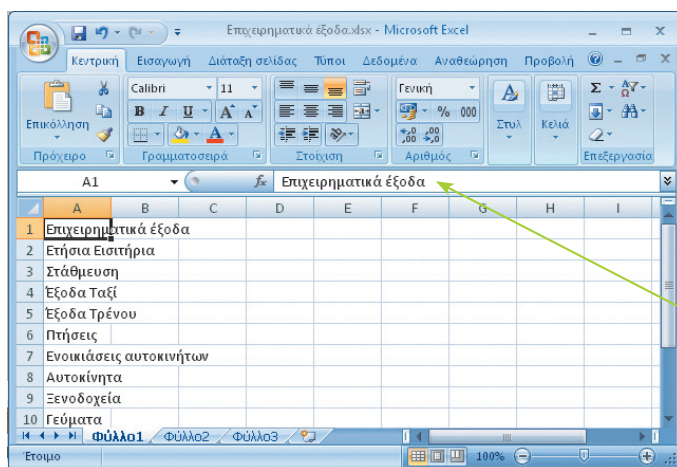 Επιχειρηματικά έξοδα.xlsx - Microsoft Excel
Κεντρική Εισαγωγή Διάταξη σελίδας Τύποι Δεδομένα Αναθεώρηση Προβολή
Επικόλληση
Calibri 11
Γενική
B I U A A
% 000
Στυλ
Κελιά
Πρόχειρο Γραμματοσειρά Στοίχιση Αριθμός Επεξεργασία
A1 fx Επιχειρηματικά έξοδα
A B C D E F G H I
1 Επιχειρηματικά έξοδα
2 Ετήσια Εισιτήρια
3 Στάθμευση
4 Έξοδα Ταξί
5 Έξοδα Τρένου
6 Πτήσεις
7 Ενοικιάσεις αυτοκινήτων
8 Αυτοκίνητα
9 Ξενοδοχεία
10 Γεύματα
Φύλλο1 Φύλλο2 Φύλλο3
Έτοιμο 100%